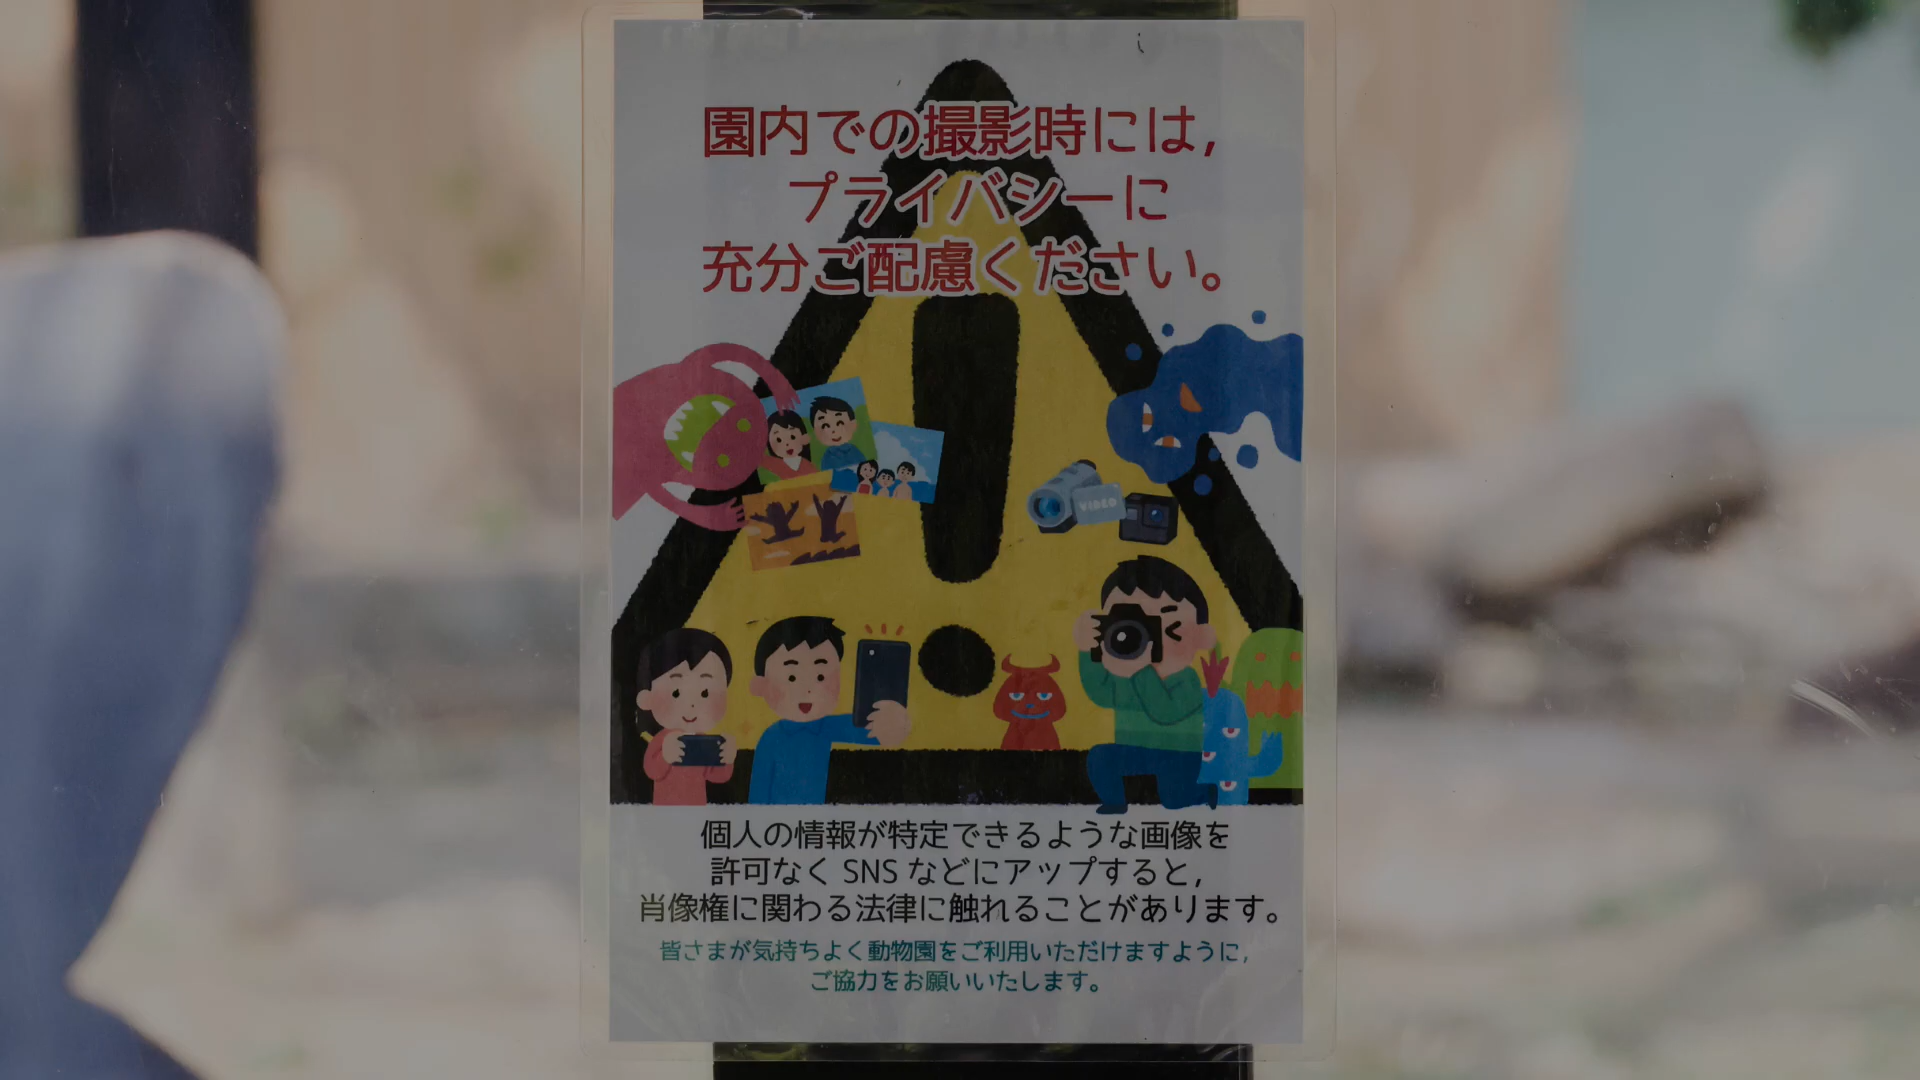 園内での撮影時には,
プライバシーに
充分ご配慮ください。
VIDEO
個人の情報が特定できるような画像を
許可なく SNS などにアップすると,
肖像権に関わる法律に触れることがあります。
皆さまが気持ちよく動物園をご利用いただけますように,
ご協力をお願いいたします。